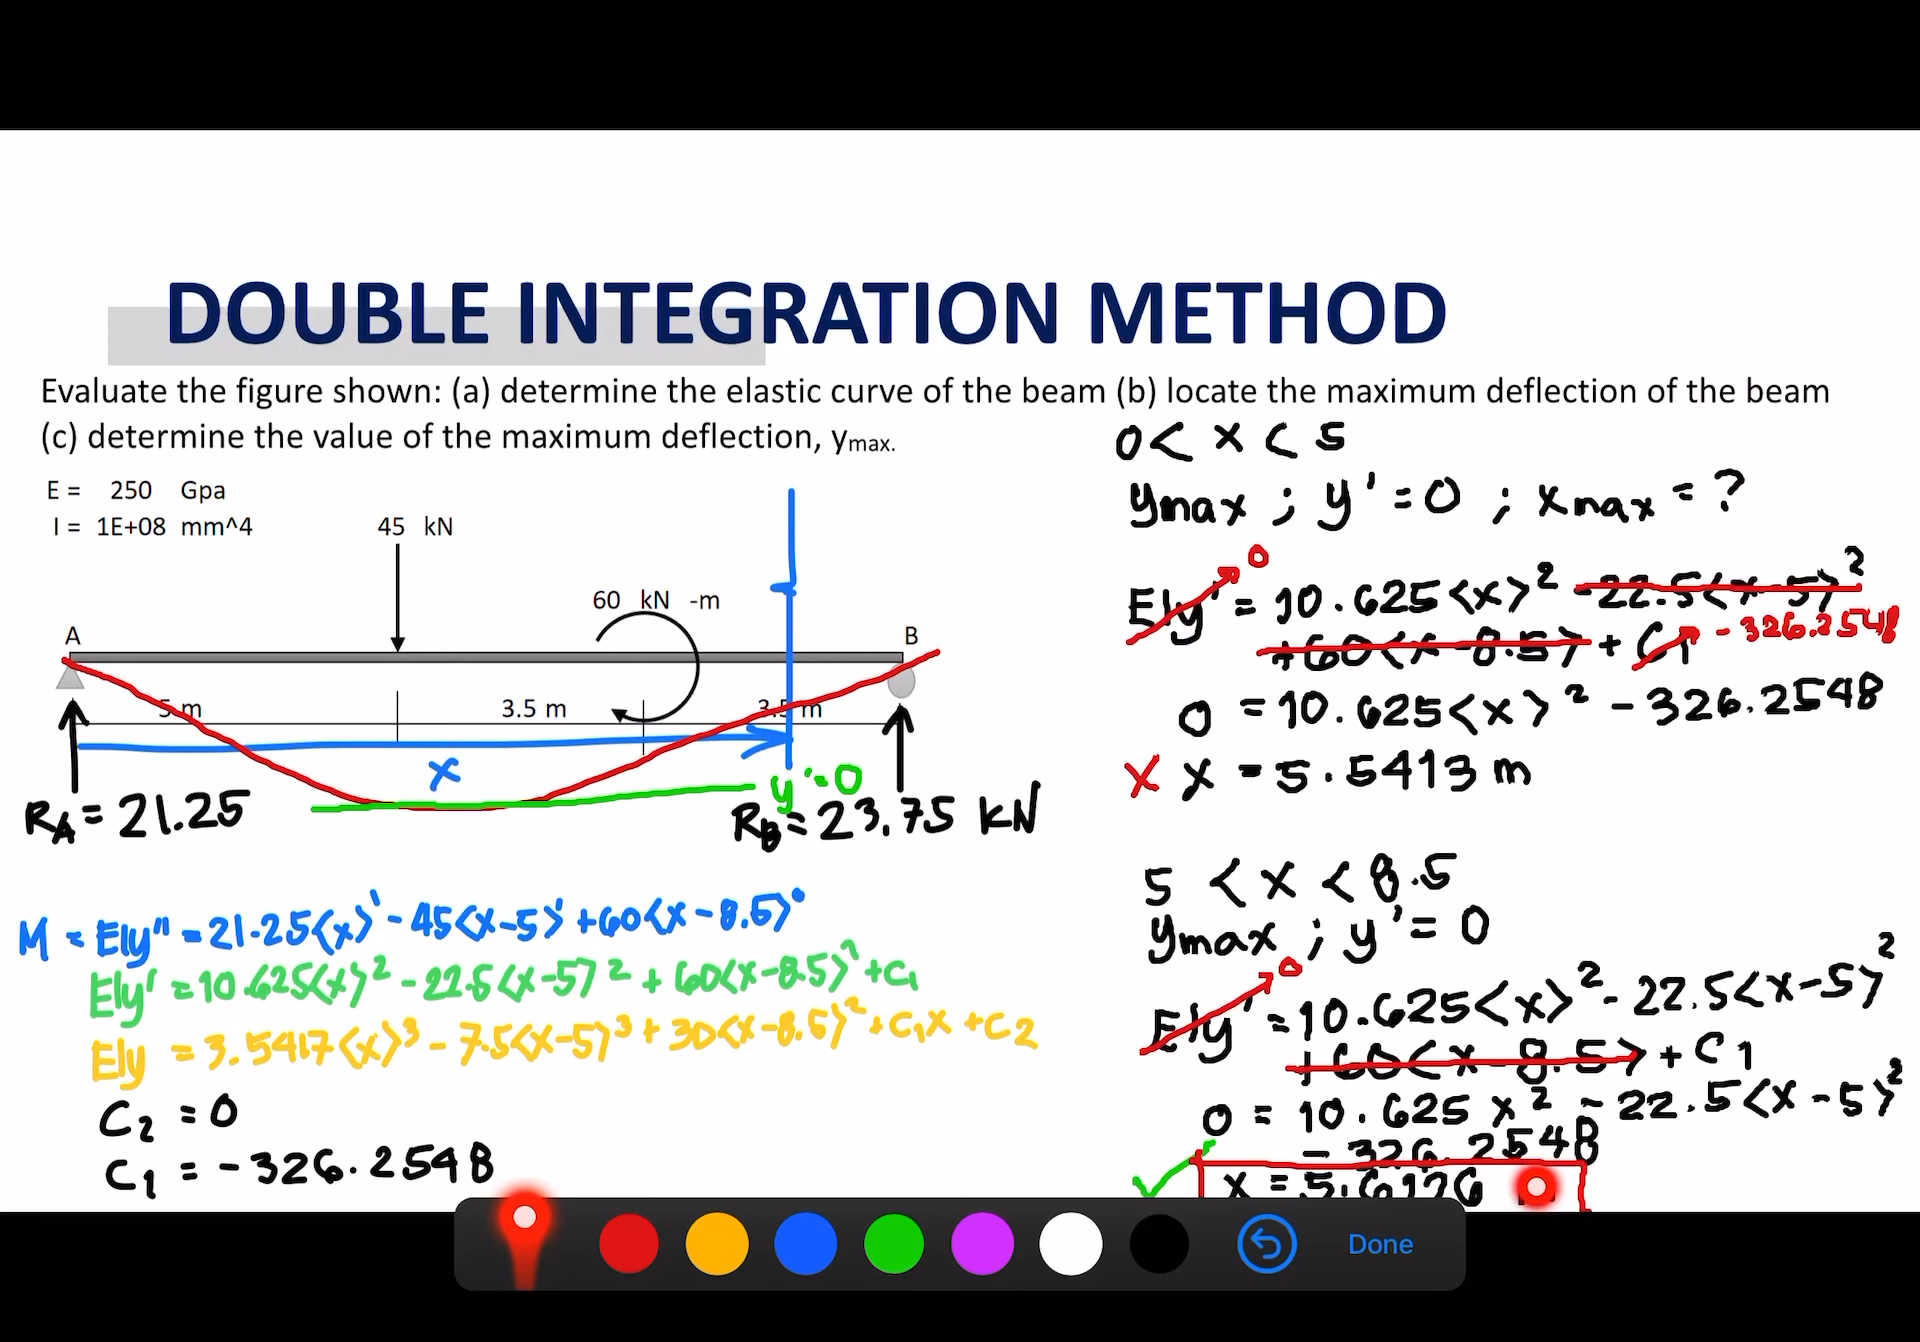 DOUBLE INTEGRATION METHOD
Evaluate the figure shown: (a) determine the elastic curve of the beam (b) locate the maximum deflection of the beam
(c) determine the value of the maximum deflection, ymax.
E = 250 Gpa
I = 1E+08 mm^4
45 kN
60 kN -m
A
B
5 m
3.5 m
3.5 m
x
y'=0
RA = 21.25
RB = 23.75 kN
M = EIy" = 21.25<x>¹ - 45<x-5>¹ + 60<x-8.5>⁰
EIy' = 10.625<x>² - 22.5<x-5>² + 60<x-8.5>¹ + C1
EIy = 3.5417<x>³ - 7.5<x-5>³ + 30<x-8.5>² + C1x + C2
C2 = 0
C1 = -326.2548
0 < x < 5
ymax ; y' = 0 ; xmax = ?
0
EIy' = 10.625<x>² - 22.5<x-5>²
+60<x-8.5> + C1 -326.2548
0 = 10.625<x>² - 326.2548
x x = 5.5413 m
5 < x < 8.5
ymax ; y' = 0
0
EIy' = 10.625<x>² - 22.5<x-5>²
+60<x-8.5> + C1
0 = 10.625 x² - 22.5<x-5>²
- 326.2548
x = 5.6126
Done